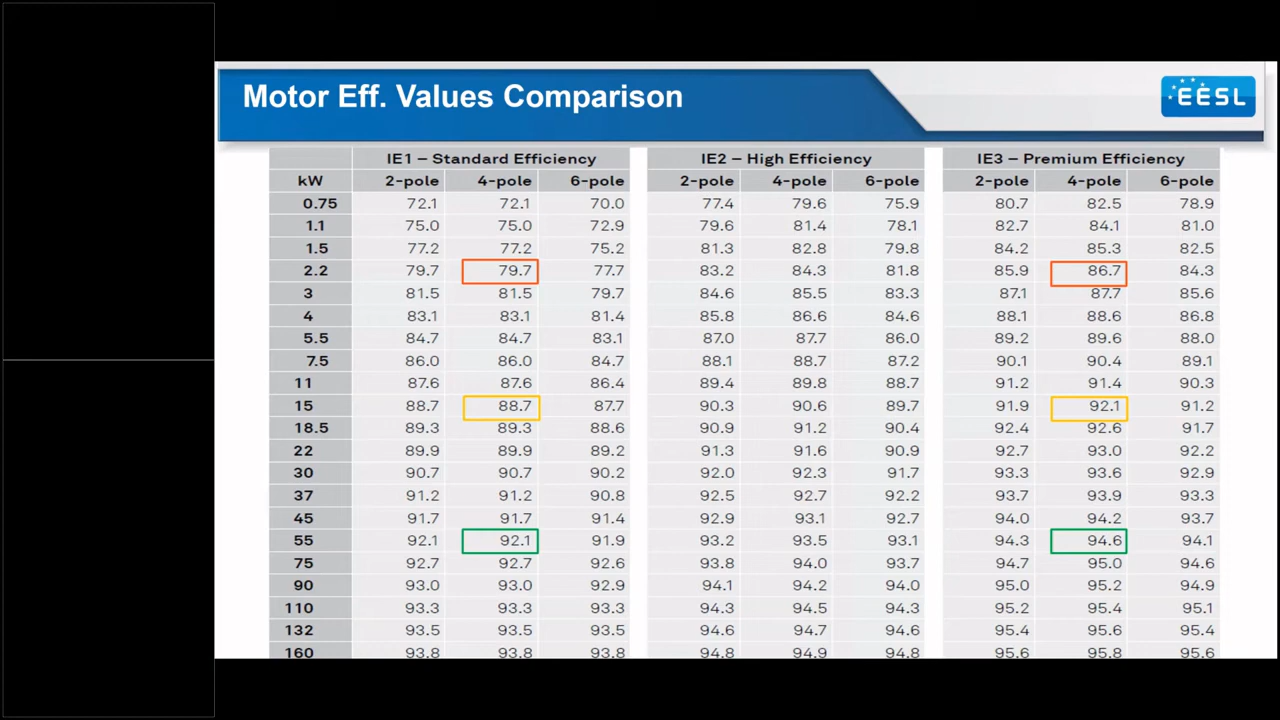 Motor Eff. Values Comparison
EESL
IE1 – Standard Efficiency IE2 – High Efficiency IE3 – Premium Efficiency
kW 2-pole 4-pole 6-pole 2-pole 4-pole 6-pole 2-pole 4-pole 6-pole
0.75 72.1 72.1 70.0 77.4 79.6 75.9 80.7 82.5 78.9
1.1 75.0 75.0 72.9 79.6 81.4 78.1 82.7 84.1 81.0
1.5 77.2 77.2 75.2 81.3 82.8 79.8 84.2 85.3 82.5
2.2 79.7 79.7 77.7 83.2 84.3 81.8 85.9 86.7 84.3
3 81.5 81.5 79.7 84.6 85.5 83.3 87.1 87.7 85.6
4 83.1 83.1 81.4 85.8 86.6 84.6 88.1 88.6 86.8
5.5 84.7 84.7 83.1 87.0 87.7 86.0 89.2 89.6 88.0
7.5 86.0 86.0 84.7 88.1 88.7 87.2 90.1 90.4 89.1
11 87.6 87.6 86.4 89.4 89.8 88.7 91.2 91.4 90.3
15 88.7 88.7 87.7 90.3 90.6 89.7 91.9 92.1 91.2
18.5 89.3 89.3 88.6 90.9 91.2 90.4 92.4 92.6 91.7
22 89.9 89.9 89.2 91.3 91.6 90.9 92.7 93.0 92.2
30 90.7 90.7 90.2 92.0 92.3 91.7 93.3 93.6 92.9
37 91.2 91.2 90.8 92.5 92.7 92.2 93.7 93.9 93.3
45 91.7 91.7 91.4 92.9 93.1 92.7 94.0 94.2 93.7
55 92.1 92.1 91.9 93.2 93.5 93.1 94.3 94.6 94.1
75 92.7 92.7 92.6 93.8 94.0 93.7 94.7 95.0 94.6
90 93.0 93.0 92.9 94.1 94.2 94.0 95.0 95.2 94.9
110 93.3 93.3 93.3 94.3 94.5 94.3 95.2 95.4 95.1
132 93.5 93.5 93.5 94.6 94.7 94.6 95.4 95.6 95.4
160 93.8 93.8 93.8 94.8 94.9 94.8 95.6 95.8 95.6